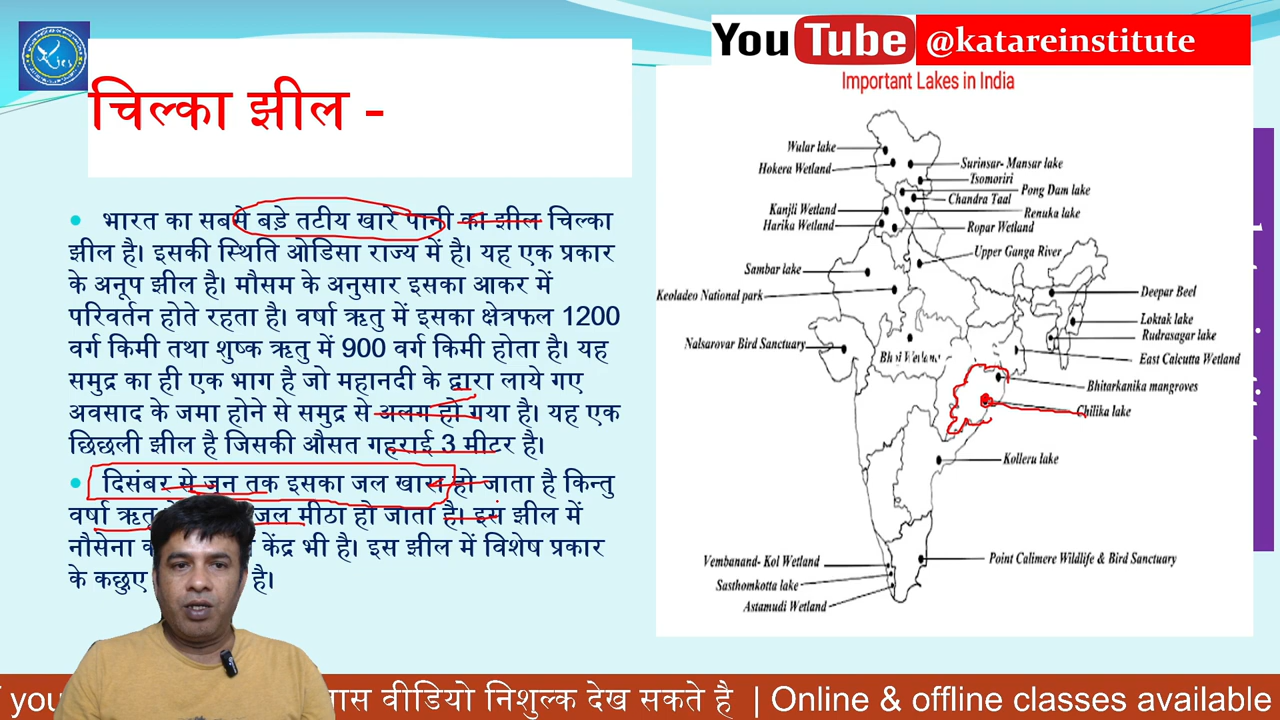 YouTube @katareinstitute
चिल्का झील -
भारत का सबसे बड़े तटीय खारे पानी का झील चिल्का
झील है। इसकी स्थिति ओडिसा राज्य में है। यह एक प्रकार
के अनूप झील है। मौसम के अनुसार इसका आकर में
परिवर्तन होते रहता है। वर्षा ऋतु में इसका क्षेत्रफल 1200
वर्ग किमी तथा शुष्क ऋतु में 900 वर्ग किमी होता है। यह
समुद्र का ही एक भाग है जो महानदी के द्वारा लाये गए
अवसाद के जमा होने से समुद्र से अलग हो गया है। यह एक
छिछली झील है जिसकी औसत गहराई 3 मीटर है।
दिसंबर से जून तक इसका जल खारा हो जाता है किन्तु
वर्षा ऋतु जल मीठा हो जाता है। इस झील में
नौसेना केंद्र भी है। इस झील में विशेष प्रकार
के कछुए है।
Important Lakes in India
Wular lake
Hokera Wetland
Surinsar- Mansar lake
Tsomoriri
Pong Dam lake
Chandra Taal
Kanjli Wetland
Renuka lake
Harika Wetland
Ropar Wetland
Upper Ganga River
Sambar lake
Keoladeo National park
Deepar Beel
Loktak lake
Rudrasagar lake
Nalsarovar Bird Sanctuary
Wetland
East Calcutta Wetland
Bhitarkanika mangroves
Chilika lake
Kolleru lake
Vembanand- Kol Wetland
Point Calimere Wildlife & Bird Sanctuary
Sasthomkotta lake
Astamudi Wetland
you वीडियो निशुल्क देख सकते है | Online & offline classes available